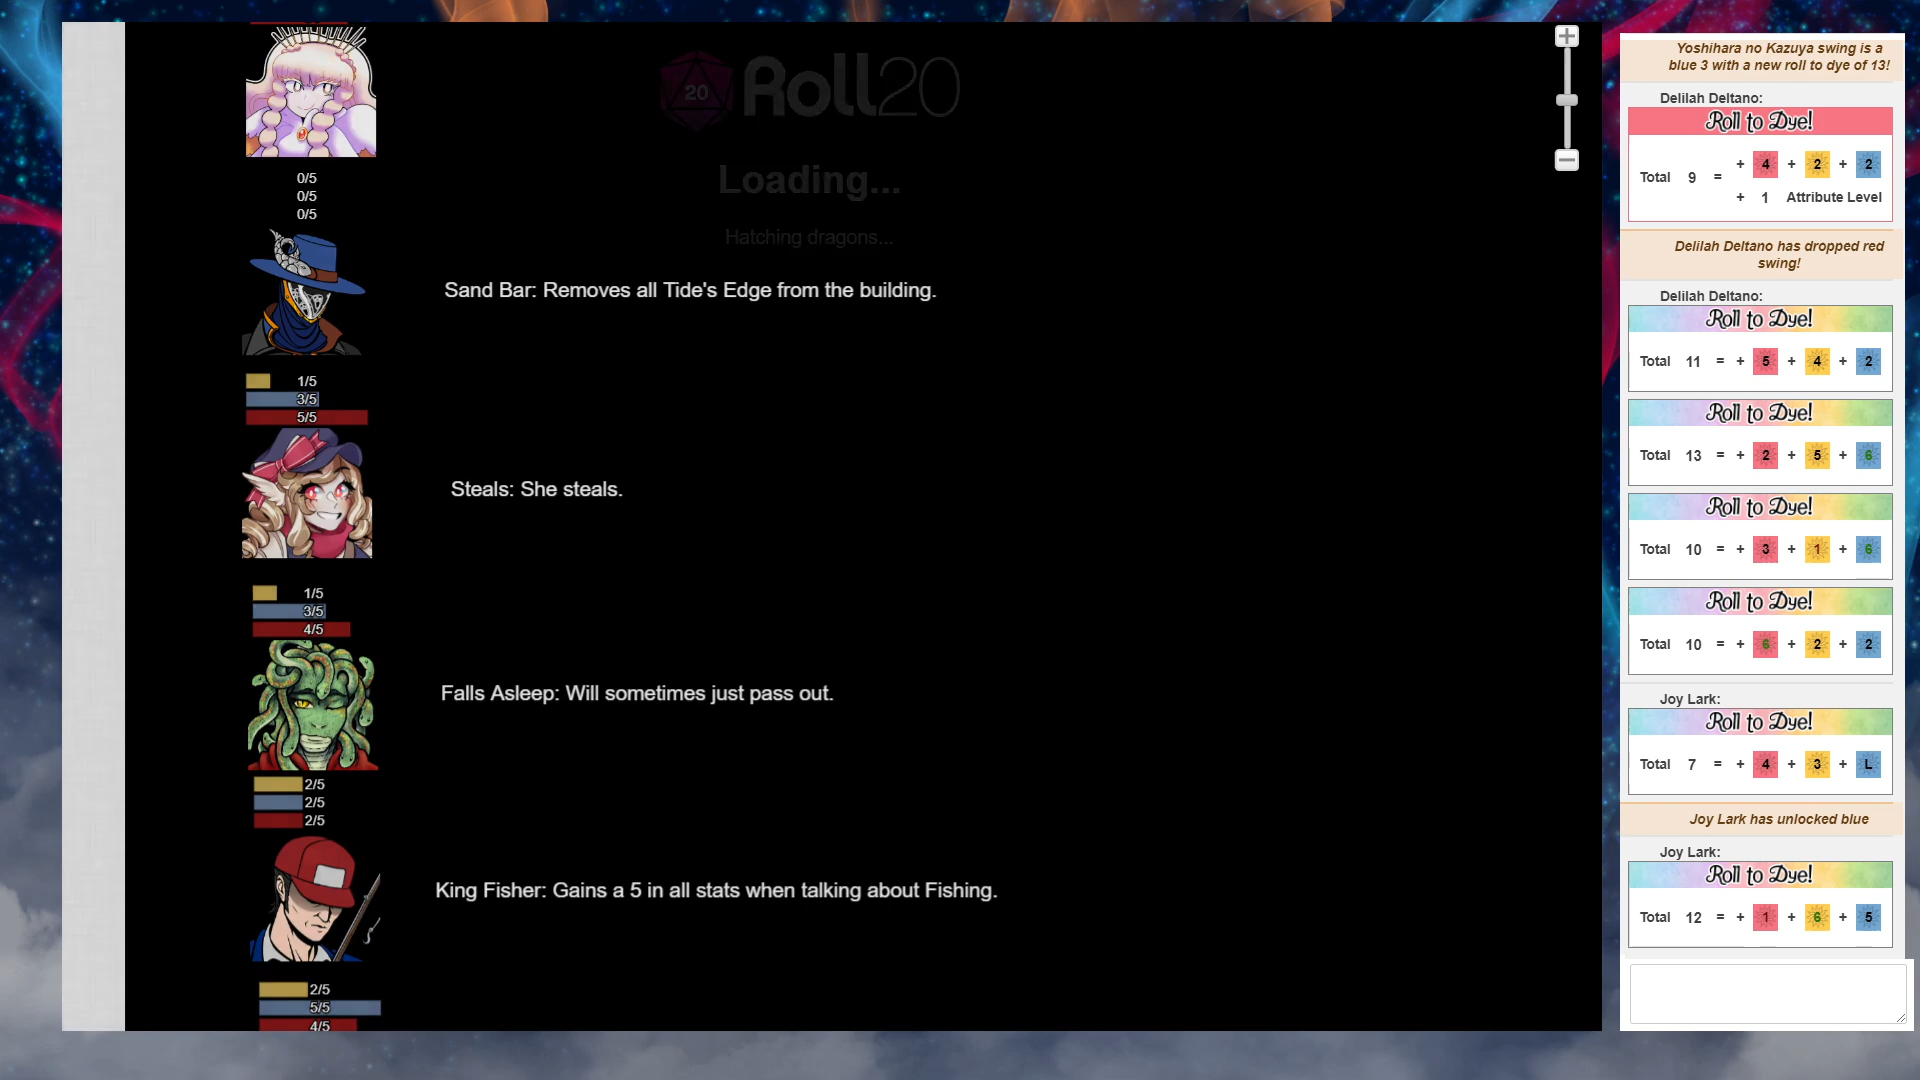 20 Roll20
Loading...
Hatching dragons...
0/5
0/5
0/5
Sand Bar: Removes all Tide's Edge from the building.
1/5
3/5
5/5
Steals: She steals.
1/5
3/5
4/5
Falls Asleep: Will sometimes just pass out.
2/5
2/5
2/5
King Fisher: Gains a 5 in all stats when talking about Fishing.
2/5
5/5
4/5
Yoshihara no Kazuya swing is a
blue 3 with a new roll to dye of 13!
Delilah Deltano:
Roll to Dye!
+ 4 + 2 + 2
Total 9 =
+ 1 Attribute Level
Delilah Deltano has dropped red
swing!
Delilah Deltano:
Roll to Dye!
Total 11 = + 5 + 4 + 2
Roll to Dye!
Total 13 = + 2 + 5 + 6
Roll to Dye!
Total 10 = + 3 + 1 + 6
Roll to Dye!
Total 10 = + 6 + 2 + 2
Joy Lark:
Roll to Dye!
Total 7 = + 4 + 3 + L
Joy Lark has unlocked blue
Joy Lark:
Roll to Dye!
Total 12 = + 1 + 6 + 5